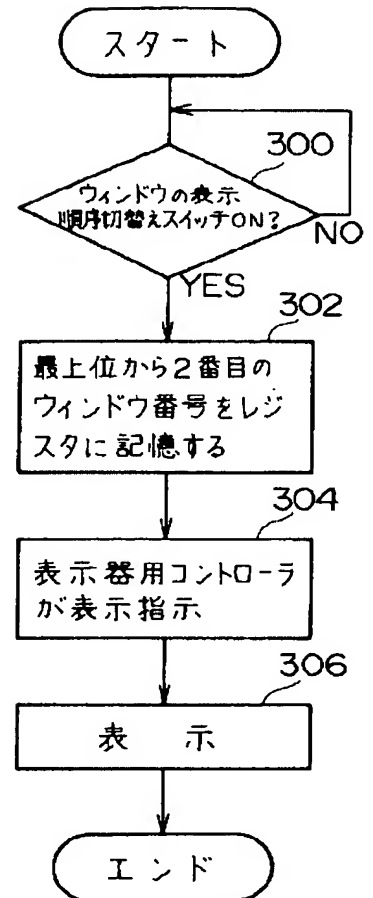 スタート
300
ウィンドウの表示
順序切替えスイッチON?
NO
YES
302
最上位から2番目の
ウィンドウ番号をレジ
スタに記憶する
304
表示器用コントローラ
が表示指示
306
表 示
エンド